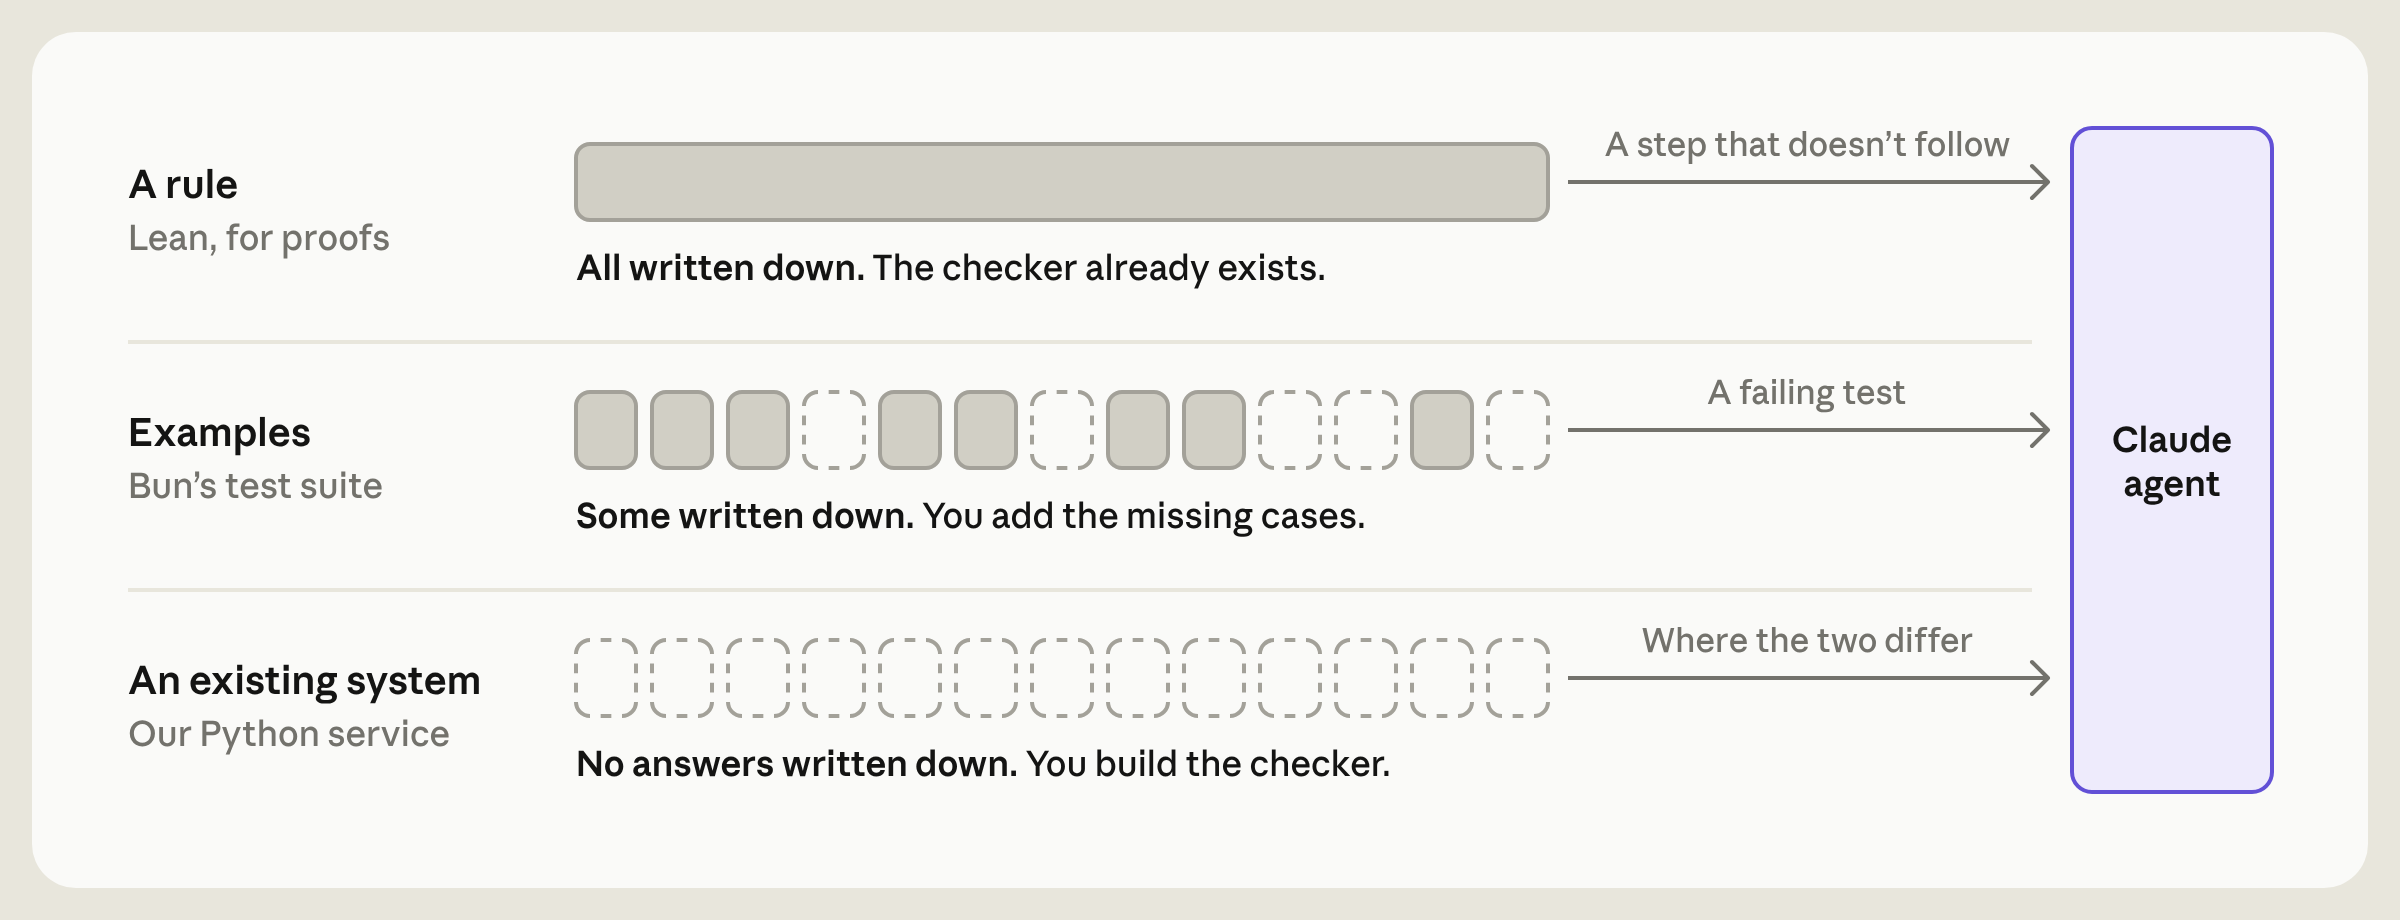 A rule
Lean, for proofs
All written down. The checker already exists.
A step that doesn’t follow
Examples
Bun’s test suite
Some written down. You add the missing cases.
A failing test
An existing system
Our Python service
No answers written down. You build the checker.
Where the two differ
Claude
agent